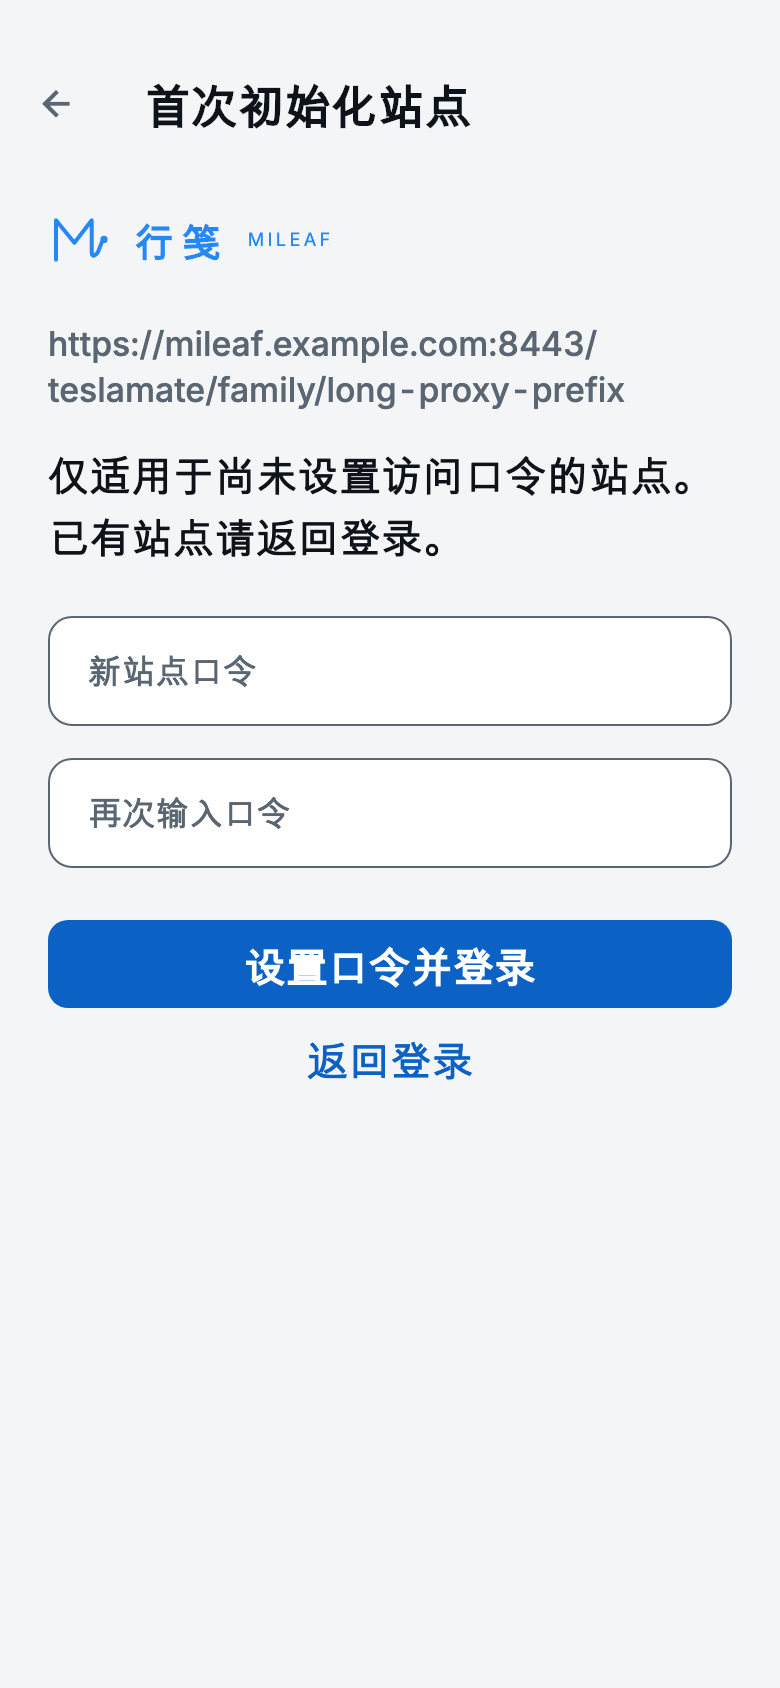 首次初始化站点
行笺 MILEAF
https://mileaf.example.com:8443/
teslamate/family/long-proxy-prefix
仅适用于尚未设置访问口令的站点。
已有站点请返回登录。
新站点口令
再次输入口令
设置口令并登录
返回登录